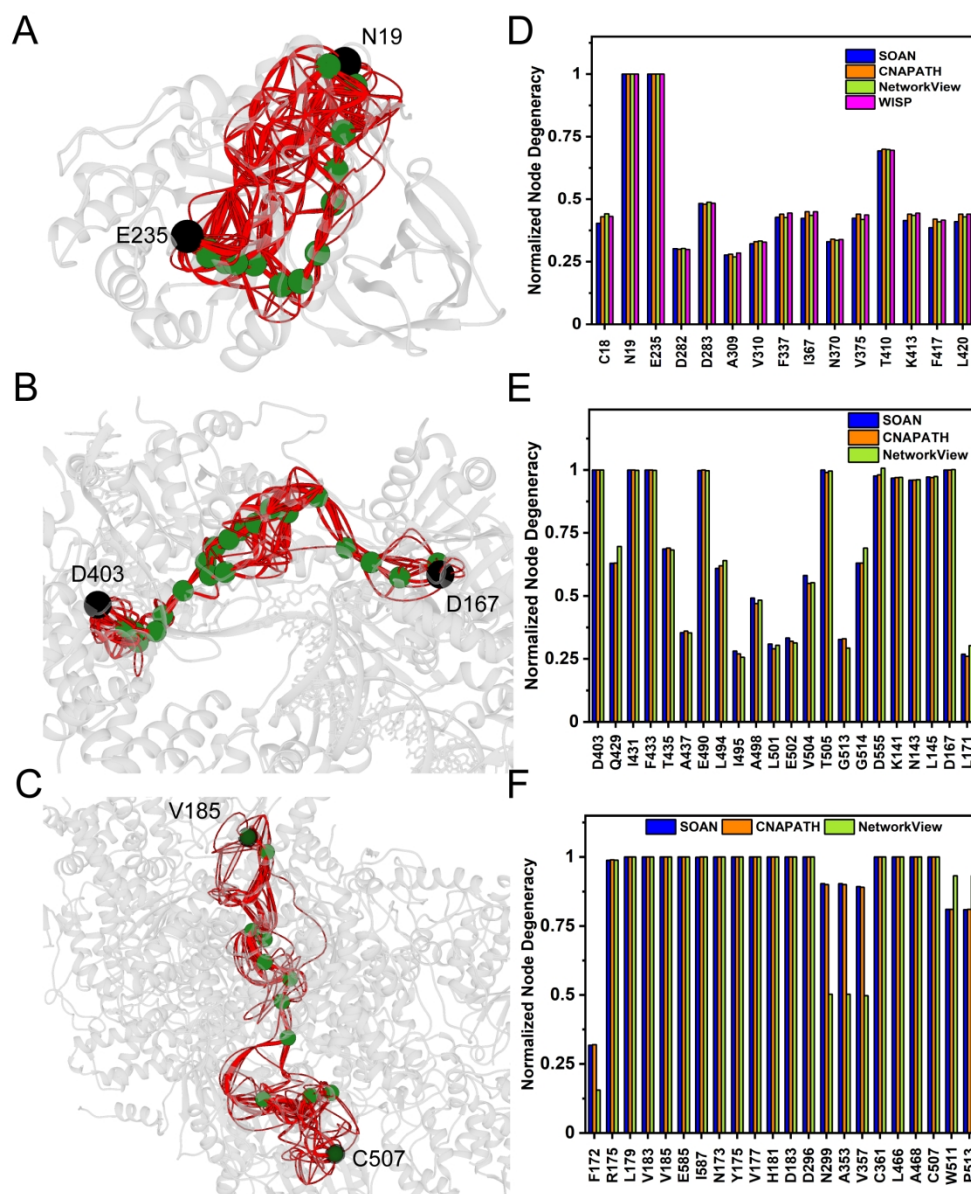 A
N19
E235
D
Normalized Node Degeneracy
1
0.75
0.5
0.25
0
SOAN
CNAPATH
NetworkView
WISP
C18
N19
E235
D282
D283
A309
V310
F337
I367
N370
V375
T410
K413
F417
L420
B
D403
D167
E
Normalized Node Degeneracy
1
0.75
0.5
0.25
0
SOAN
CNAPATH
NetworkView
D403
Q429
I431
F433
T435
A437
E490
L494
I495
A498
L501
E502
V504
T505
G513
G514
D555
K141
N143
L145
D167
L171
C
V185
C507
F
Normalized Node Degeneracy
1
0.75
0.5
0.25
0
SOAN CNAPATH NetworkView
F172
R175
L179
V183
V185
E585
I587
N173
Y175
V177
H181
D183
D296
N299
A353
V357
C361
L466
A468
C507
W511
P513